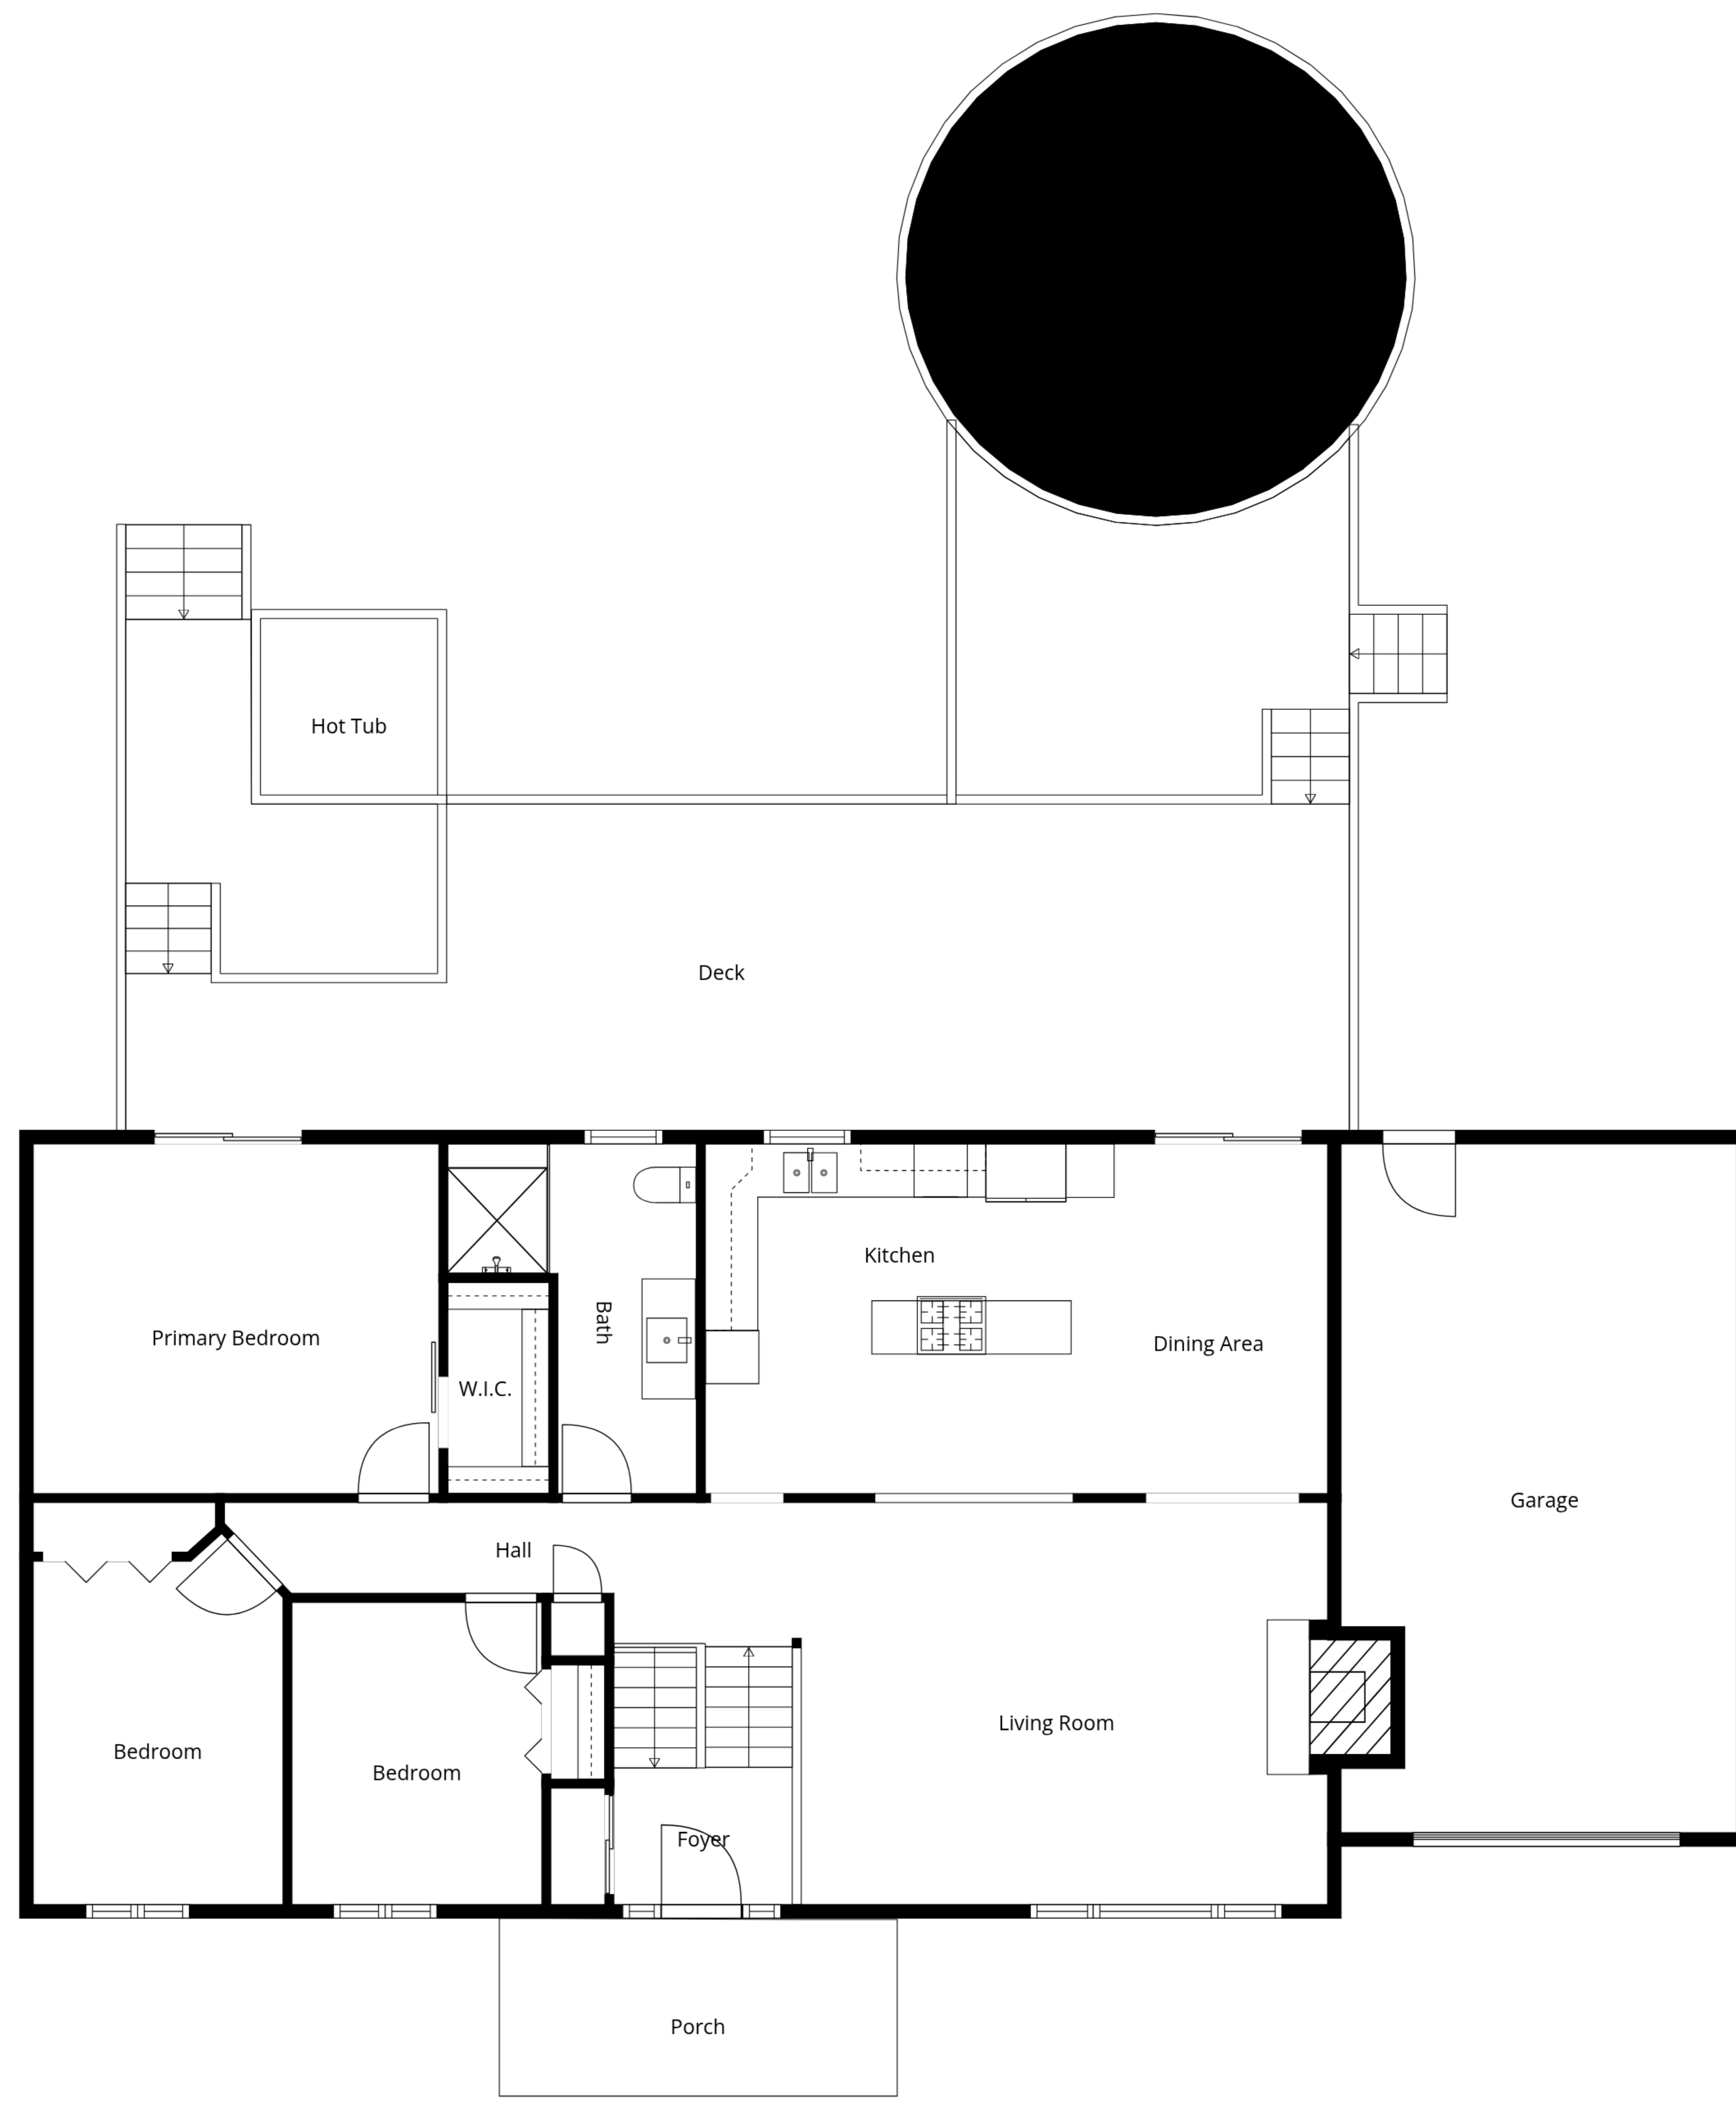 Hot Tub
Deck
Kitchen
Bath
Primary Bedroom
Dining Area
W.I.C.
Garage
Hall
Living Room
Bedroom
Bedroom
Foyer
Porch